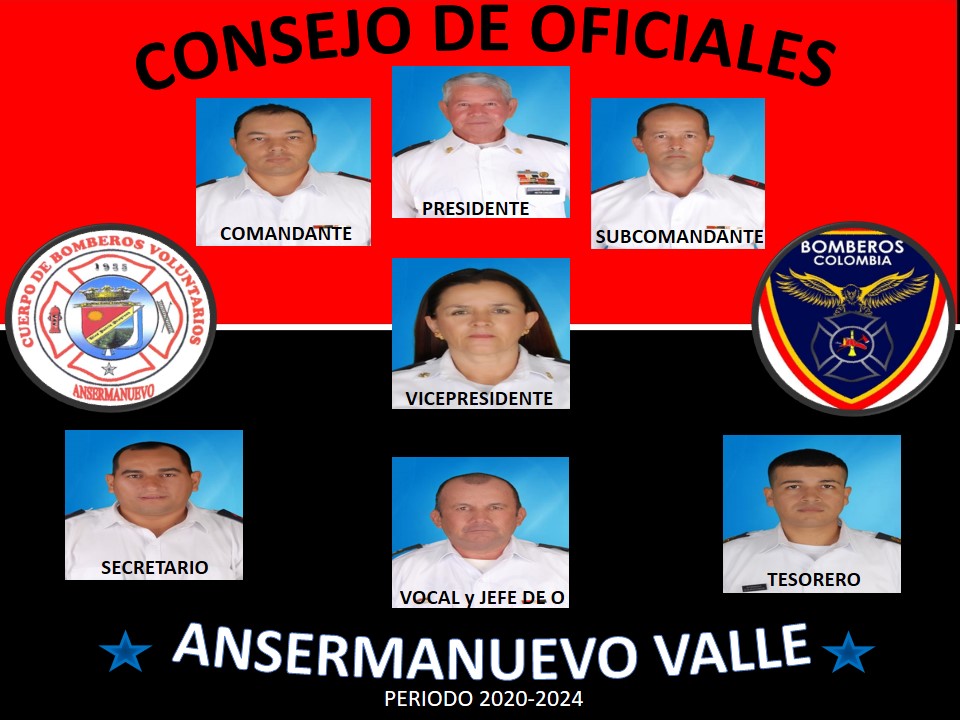 CONSEJO DE OFICIALES
COMANDANTE
PRESIDENTE
SUBCOMANDANTE
CUERPO DE BOMBEROS VOLUNTARIOS
1955
ANSERMANUEVO
BOMBEROS
COLOMBIA
VICEPRESIDENTE
SECRETARIO
VOCAL y JEFE DE O
TESORERO
ANSERMANUEVO VALLE
PERIODO 2020-2024